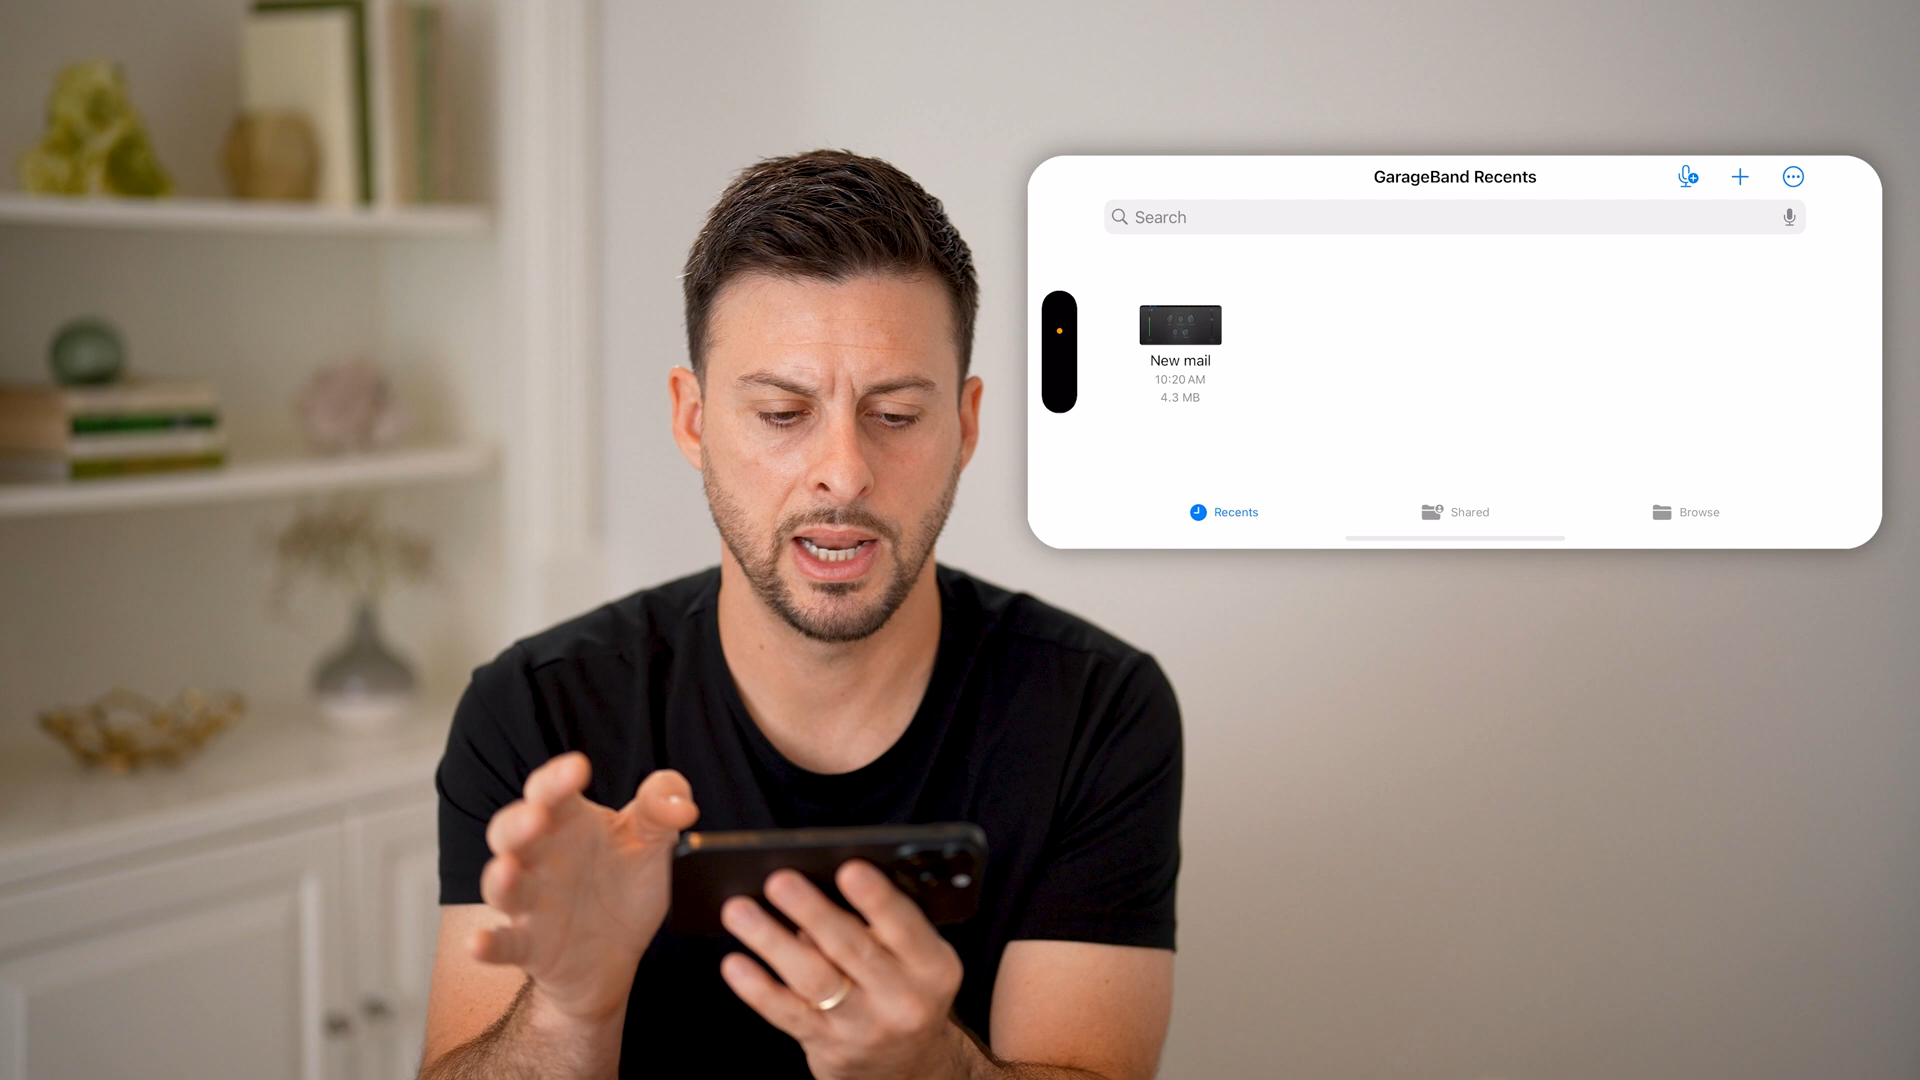 GarageBand Recents
Search
New mail
10:20 AM
4.3 MB
Recents
Shared
Browse